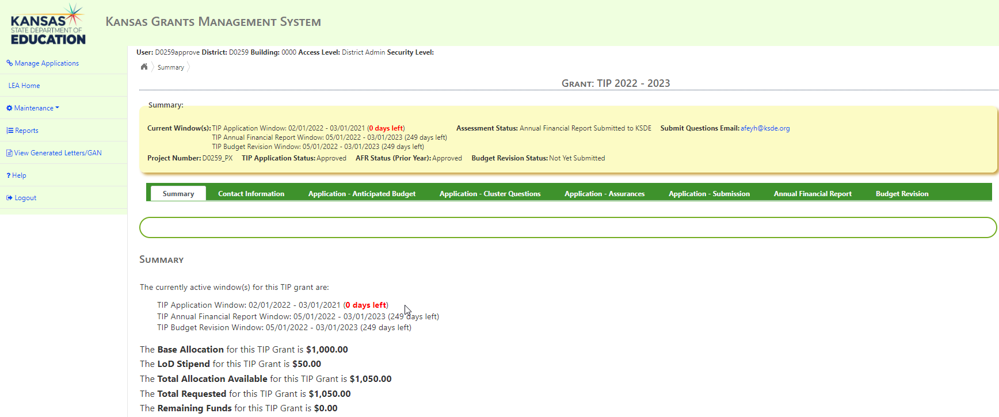 KANSAS
STATE DEPARTMENT OF
EDUCATION
Kansas Grants Management System
Manage Applications
LEA Home
Maintenance
Reports
View Generated Letters/GAN
? Help
Logout
User: D0259approve District: D0259 Building: 0000 Access Level: District Admin Security Level:
Summary
Grant: TIP 2022 - 2023
Summary:
Current Window(s): TIP Application Window: 02/01/2022 - 03/01/2021 (0 days left) Assessment Status: Annual Financial Report Submitted to KSDE Submit Questions Email: afeyh@ksde.org
TIP Annual Financial Report Window: 05/01/2022 - 03/01/2023 (249 days left)
TIP Budget Revision Window: 05/01/2022 - 03/01/2023 (249 days left)
Project Number: D0259_PX TIP Application Status: Approved AFR Status (Prior Year): Approved Budget Revision Status: Not Yet Submitted
Summary Contact Information Application - Anticipated Budget Application - Cluster Questions Application - Assurances Application - Submission Annual Financial Report Budget Revision
Summary
The currently active window(s) for this TIP grant are:
TIP Application Window: 02/01/2022 - 03/01/2021 (0 days left)
TIP Annual Financial Report Window: 05/01/2022 - 03/01/2023 (249 days left)
TIP Budget Revision Window: 05/01/2022 - 03/01/2023 (249 days left)
The Base Allocation for this TIP Grant is $1,000.00
The LoD Stipend for this TIP Grant is $50.00
The Total Allocation Available for this TIP Grant is $1,050.00
The Total Requested for this TIP Grant is $1,050.00
The Remaining Funds for this TIP Grant is $0.00